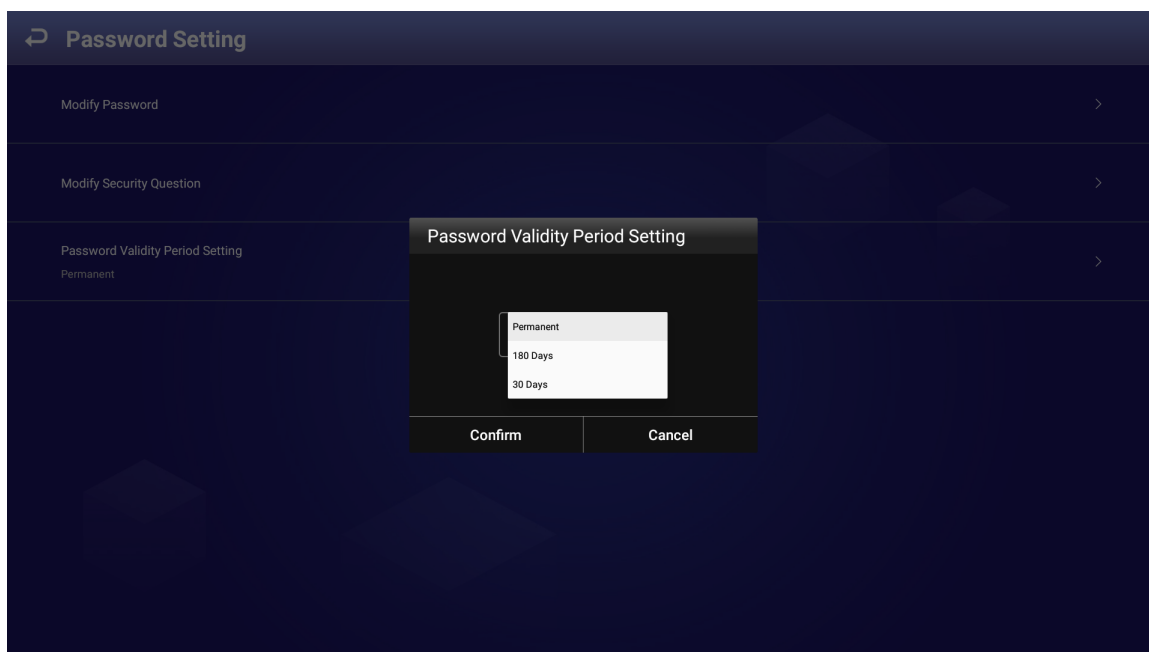 Password Setting
Modify Password
Modify Security Question
Password Validity Period Setting
Permanent
Password Validity Period Setting
Permanent
180 Days
30 Days
Confirm
Cancel